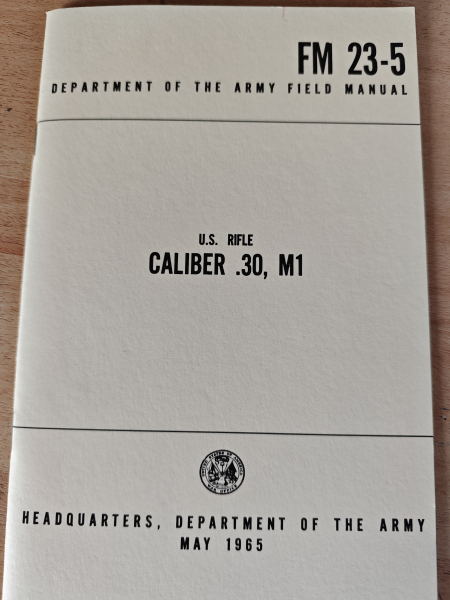 FM 23-5
DEPARTMENT OF THE ARMY FIELD MANUAL
U.S. RIFLE
CALIBER .30, M1
HEADQUARTERS, DEPARTMENT OF THE ARMY
MAY 1965